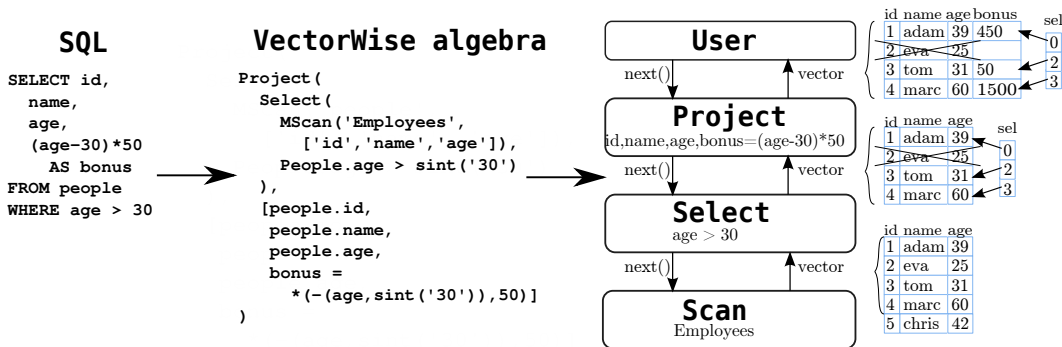 SQL
SELECT id,
name,
age,
(age-30)*50
AS bonus
FROM people
WHERE age > 30
VectorWise algebra
Project(
Select(
MScan('Employees',
['id','name','age']),
People.age > sint('30')
),
[people.id,
people.name,
people.age,
bonus =
*(-(age,sint('30')),50)]
)
User
next() vector
Project
id,name,age,bonus=(age-30)*50
next() vector
Select
age > 30
next() vector
Scan
Employees
id name age bonus sel
1 adam 39 450 0
2 eva 25
3 tom 31 50 2
4 marc 60 1500 3
id name age sel
1 adam 39 0
2 eva 25
3 tom 31 2
4 marc 60 3
id name age
1 adam 39
2 eva 25
3 tom 31
4 marc 60
5 chris 42